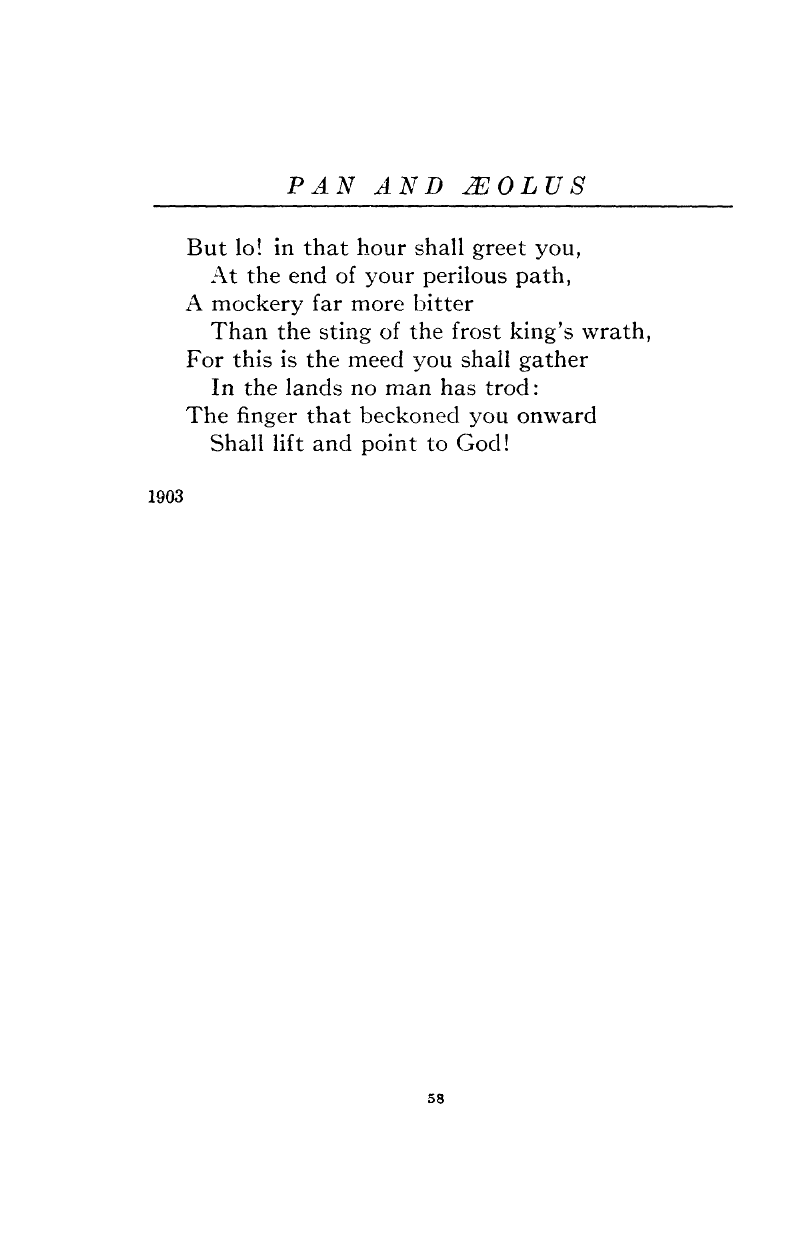 PAN AND ÆOLUS
But lo! in that hour shall greet you,
At the end of your perilous path,
A mockery far more bitter
Than the sting of the frost king's wrath,
For this is the meed you shall gather
In the lands no man has trod:
The finger that beckoned you onward
Shall lift and point to God!
1903
58